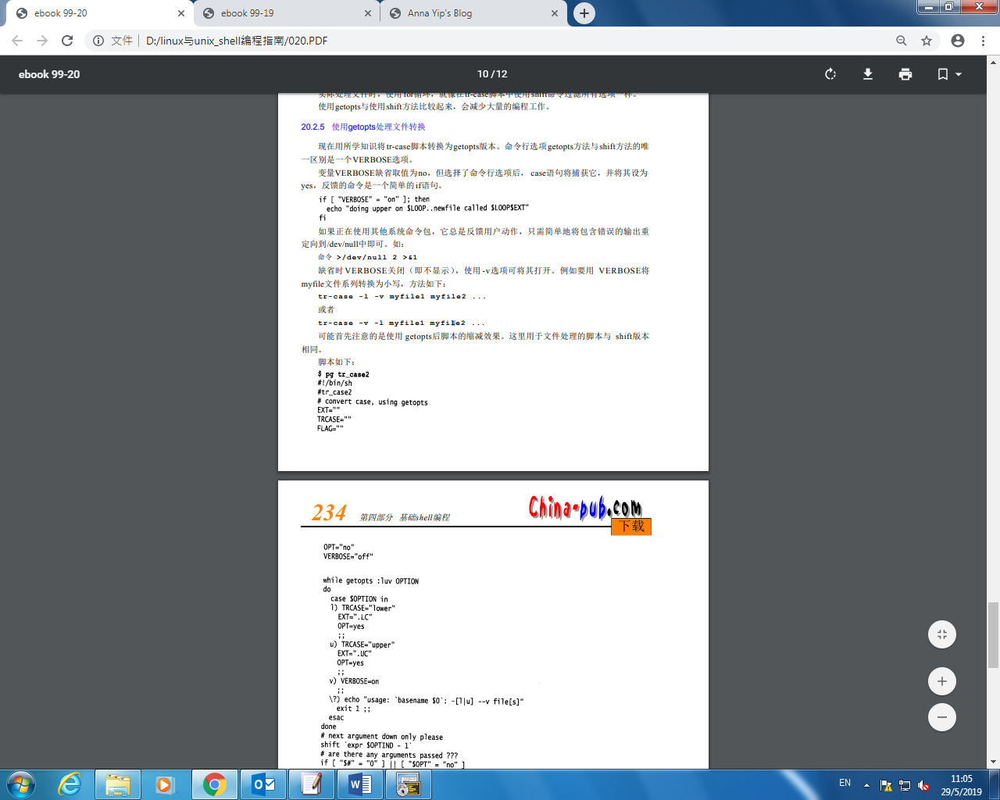 ebook 99-20
ebook 99-19
Anna Yip's Blog
文件
D:/linux与unix_shell编程指南/020.PDF
ebook 99-20
10 / 12
实际处理文件时，使用for循环，就像在tr-case脚本中使用shift命令过滤所有选项一样。
使用getopts与使用shift方法比较起来，会减少大量的编程工作。
20.2.5 使用getopts处理文件转换
现在用所学知识将tr-case脚本转换为getopts版本。命令行选项getopts方法与shift方法的唯
一区别是一个VERBOSE选项。
变量VERBOSE缺省取值为no，但选择了命令行选项后， case语句将捕获它，并将其设为
yes，反馈的命令是一个简单的if语句。
if [ "VERBOSE" = "on" ]; then
echo "doing upper on $LOOP..newfile called $LOOP$EXT"
fi
如果正在使用其他系统命令包，它总是反馈用户动作，只需简单地将包含错误的输出重
定向到/dev/null中即可。如：
命令 >/dev/null 2 >&1
缺省时VERBOSE关闭（即不显示），使用-v选项可将其打开。例如要用 VERBOSE将
myfile文件系列转换为小写，方法如下：
tr-case -l -v myfile1 myfile2 ...
或者
tr-case -v -l myfile1 myfile2 ...
可能首先注意的是使用 getopts后脚本的缩减效果。这里用于文件处理的脚本与 shift版本
相同。
脚本如下：
$ pg tr_case2
#!/bin/sh
#tr_case2
# convert case, using getopts
EXT=""
TRCASE=""
FLAG=""
234 第四部分 基础shell编程
China-pub.com
下载
OPT="no"
VERBOSE="off"
while getopts :luv OPTION
do
case $OPTION in
l) TRCASE="lower"
EXT=".LC"
OPT=yes
;;
u) TRCASE="upper"
EXT=".UC"
OPT=yes
;;
v) VERBOSE=on
;;
\?) echo "usage: `basename $0`: -[l|u] --v file[s]"
exit 1 ;;
esac
done
# next argument down only please
shift `expr $OPTIND - 1`
# are there any arguments passed ???
if [ "$#" = "0" ] || [ "$OPT" = "no" ]
EN
11:05
29/5/2019